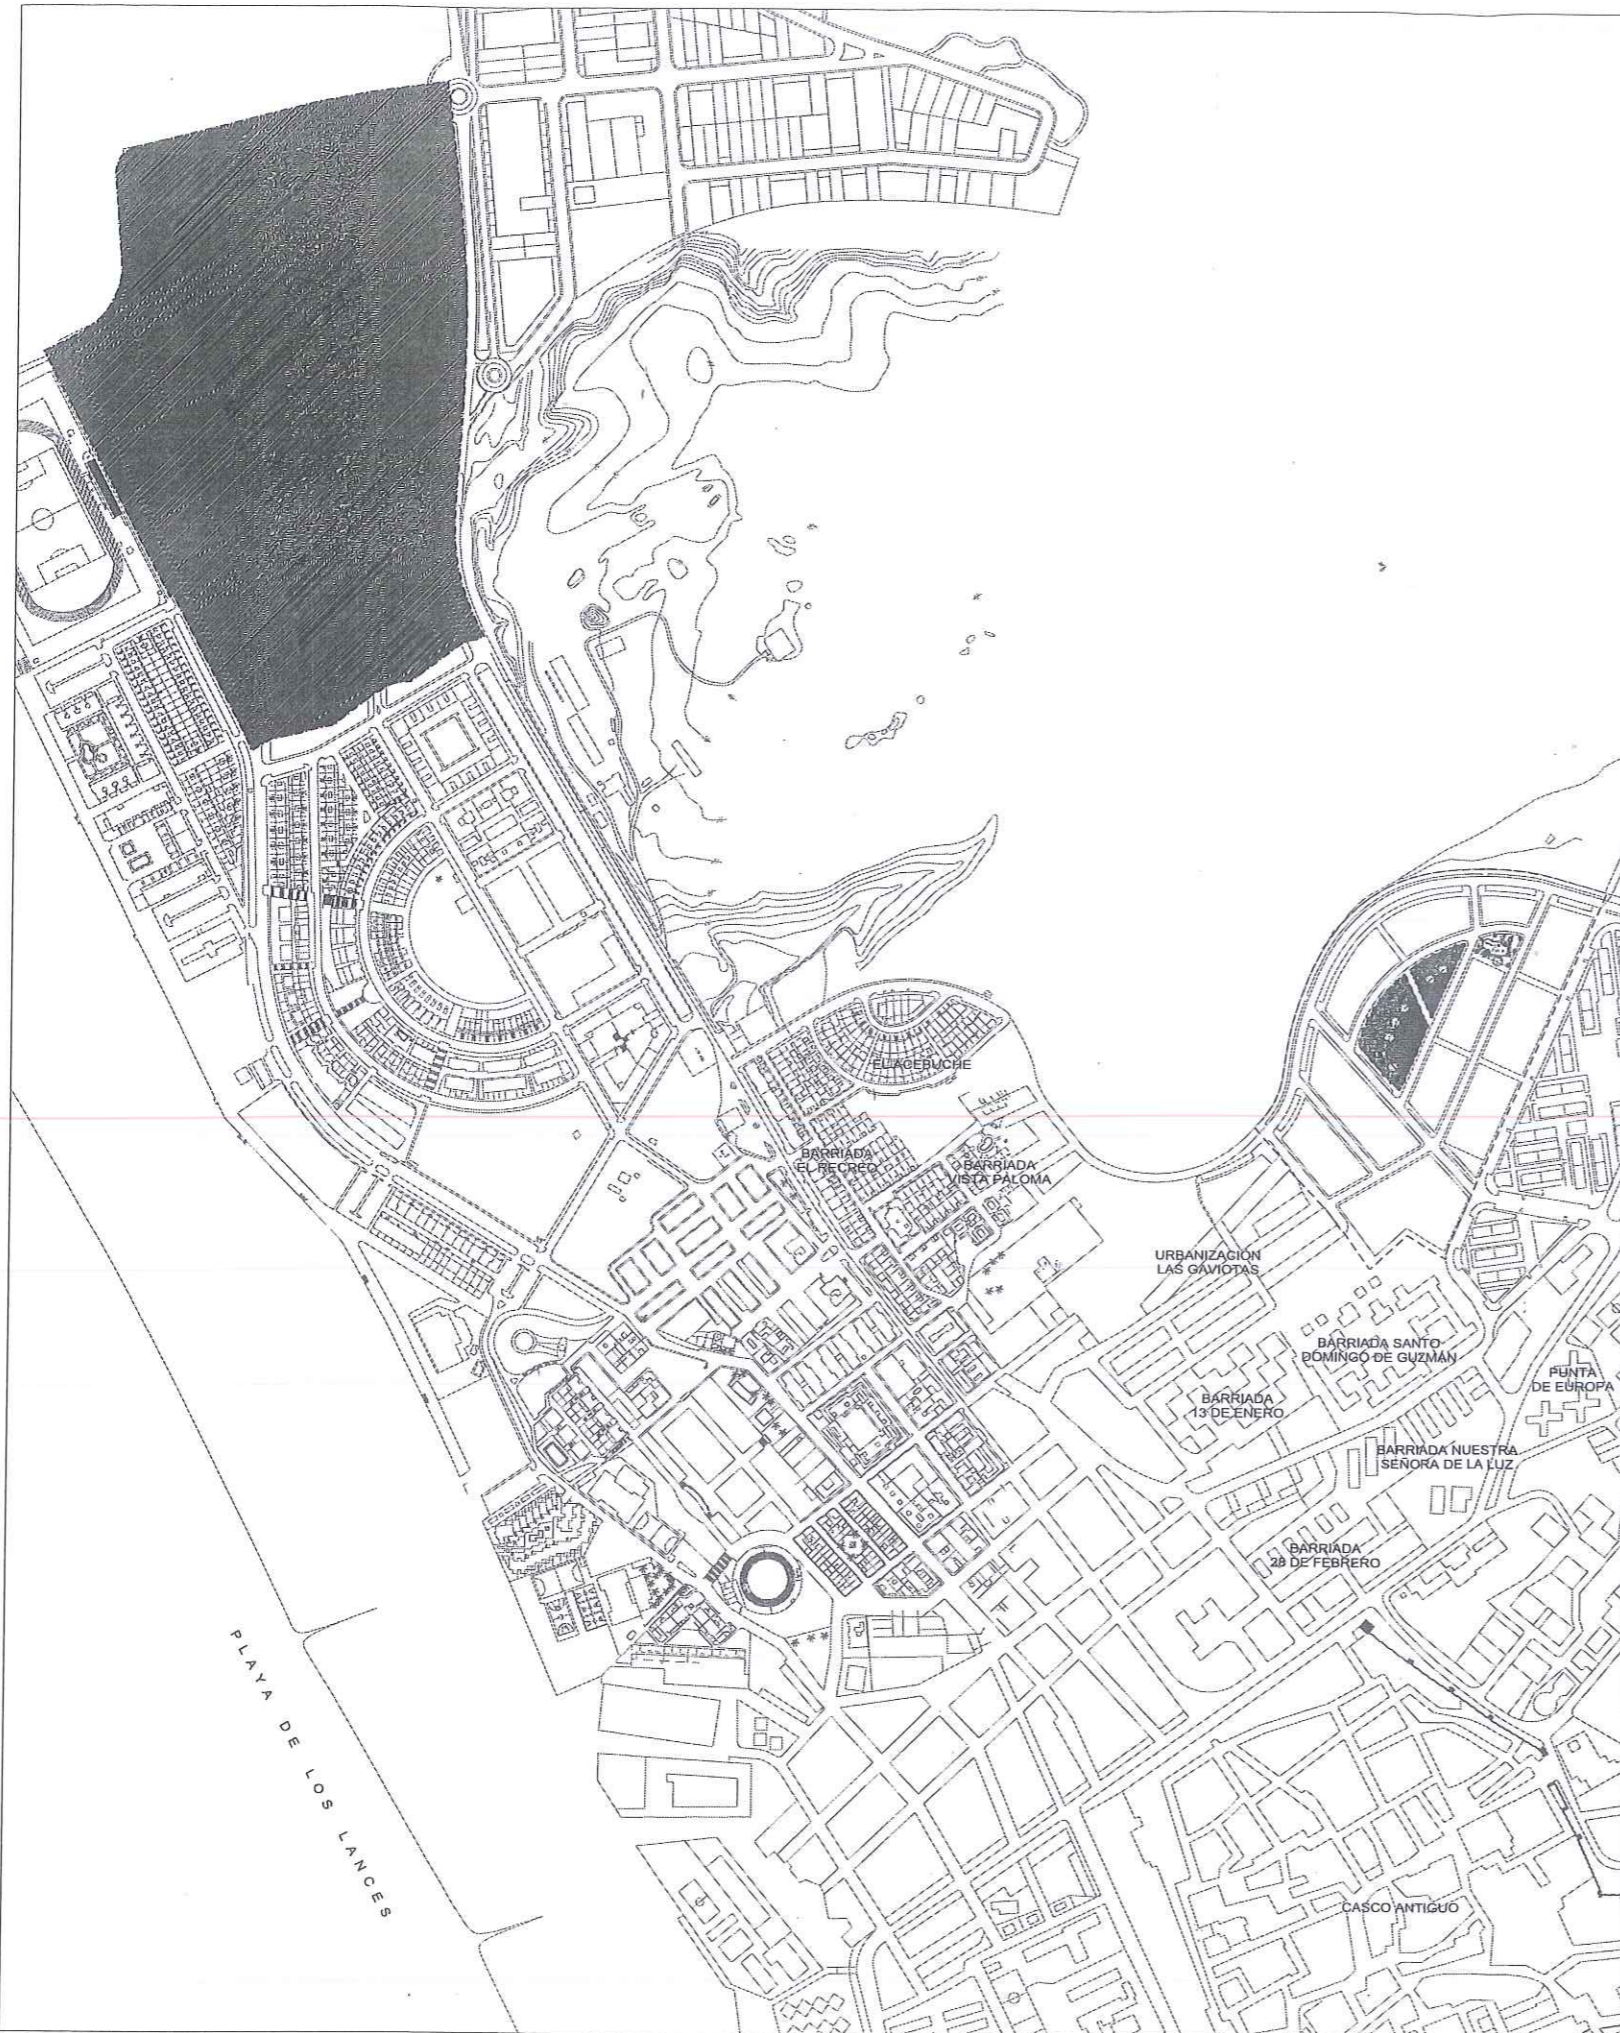 EL ACEBUCHE
BARRIADA
EL RECREO
BARRIADA
VISTA PALOMA
URBANIZACIÓN
LAS GAVIOTAS
BARRIADA SANTO
DOMINGO DE GUZMÁN
PUNTA
DE EUROPA
BARRIADA
13 DE ENERO
BARRIADA NUESTRA
SEÑORA DE LA LUZ
BARRIADA
28 DE FEBRERO
PLAYA DE LOS LANCES
CASCO ANTIGUO